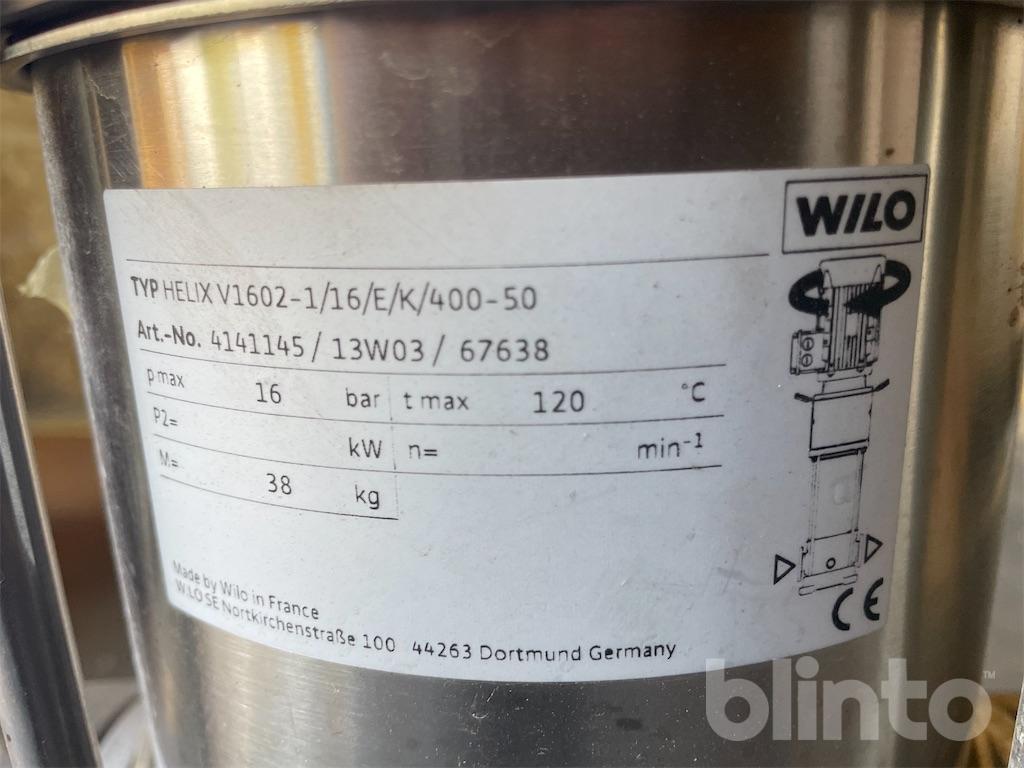 WILO
TYP HELIX V1602-1/16/E/K/400-50
Art.-No. 4141145 / 13W03 / 67638
p max 16 bar t max 120 °C
P2= kW n= min-1
M= 38 kg
Made by Wilo in France
WILO SE Nortkirchenstraße 100 44263 Dortmund Germany
CE
blinto™